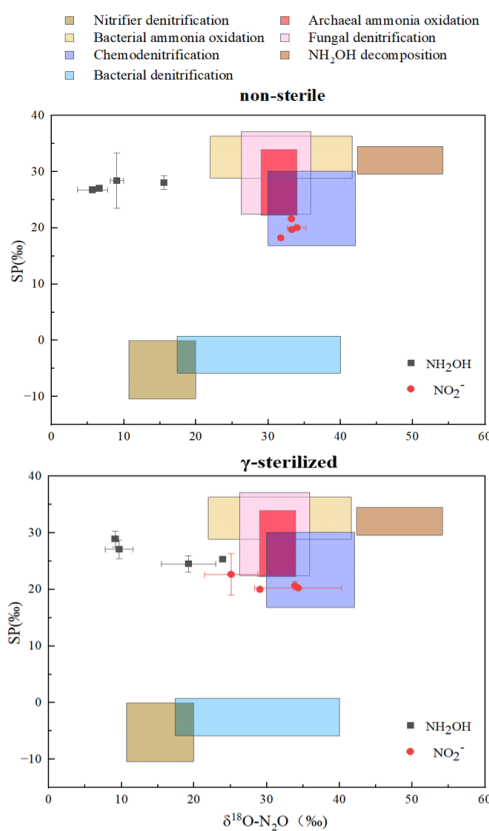 Nitrifier denitrification
Archaeal ammonia oxidation
Bacterial ammonia oxidation
Fungal denitrification
Chemodenitrification
NH₂OH decomposition
Bacterial denitrification
non-sterile
40
30
20
10
0
−10
SP(‰)
NH₂OH
NO₂⁻
0
10
20
30
40
50
60
γ-sterilized
40
30
20
10
0
−10
SP(‰)
NH₂OH
NO₂⁻
0
10
20
30
40
50
60
δ¹⁸O-N₂O（‰）